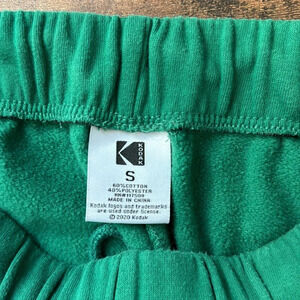 KODAK
S
60%COTTON
40%POLYESTER
MADE IN CHINA
Kodak logos and trademarks
are used under license.
© 2020 Kodak